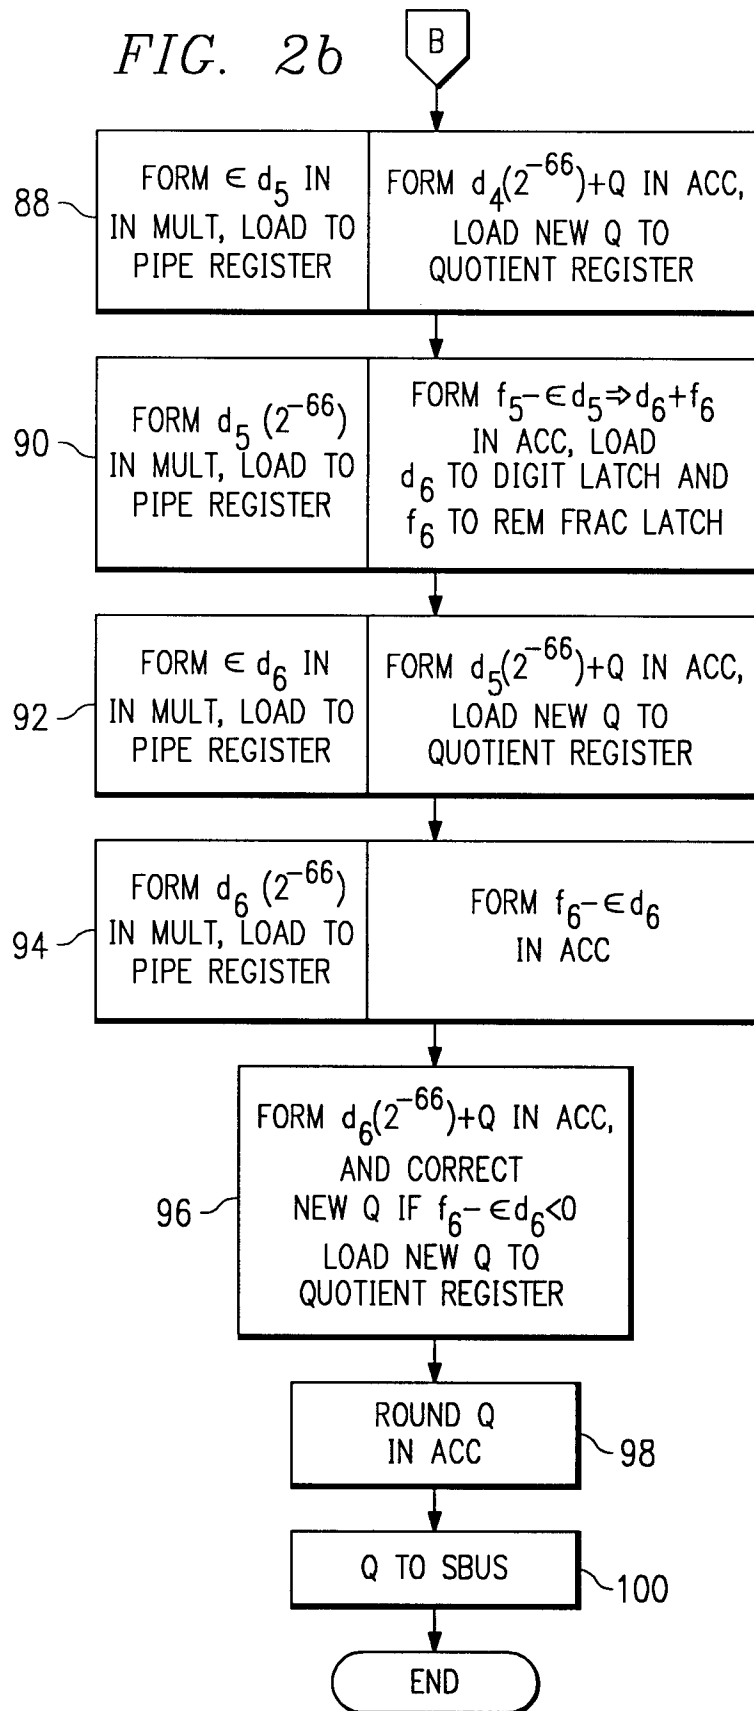 FIG. 2b
B
88
FORM ∈ d₅ IN
IN MULT, LOAD TO
PIPE REGISTER
FORM d₄(2⁻⁶⁶)+Q IN ACC,
LOAD NEW Q TO
QUOTIENT REGISTER
90
FORM d₅ (2⁻⁶⁶)
IN MULT, LOAD TO
PIPE REGISTER
FORM f₅-∈d₅⇒d₆+f₆
IN ACC, LOAD
d₆ TO DIGIT LATCH AND
f₆ TO REM FRAC LATCH
92
FORM ∈ d₆ IN
IN MULT, LOAD TO
PIPE REGISTER
FORM d₅(2⁻⁶⁶)+Q IN ACC,
LOAD NEW Q TO
QUOTIENT REGISTER
94
FORM d₆ (2⁻⁶⁶)
IN MULT, LOAD TO
PIPE REGISTER
FORM f₆-∈d₆
IN ACC
96
FORM d₆(2⁻⁶⁶)+Q IN ACC,
AND CORRECT
NEW Q IF f₆-∈d₆<0
LOAD NEW Q TO
QUOTIENT REGISTER
ROUND Q
IN ACC
98
Q TO SBUS
100
END